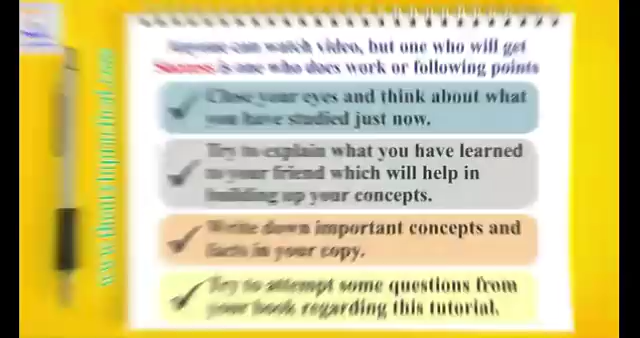 Anyone can watch video, but one who will get
Success is one who does work or following points
Close your eyes and think about what
you have studied just now.
Try to explain what you have learned
to your friend which will help in
building up your concepts.
Write down important concepts and
facts in your copy.
Try to attempt some questions from
your book regarding this tutorial.